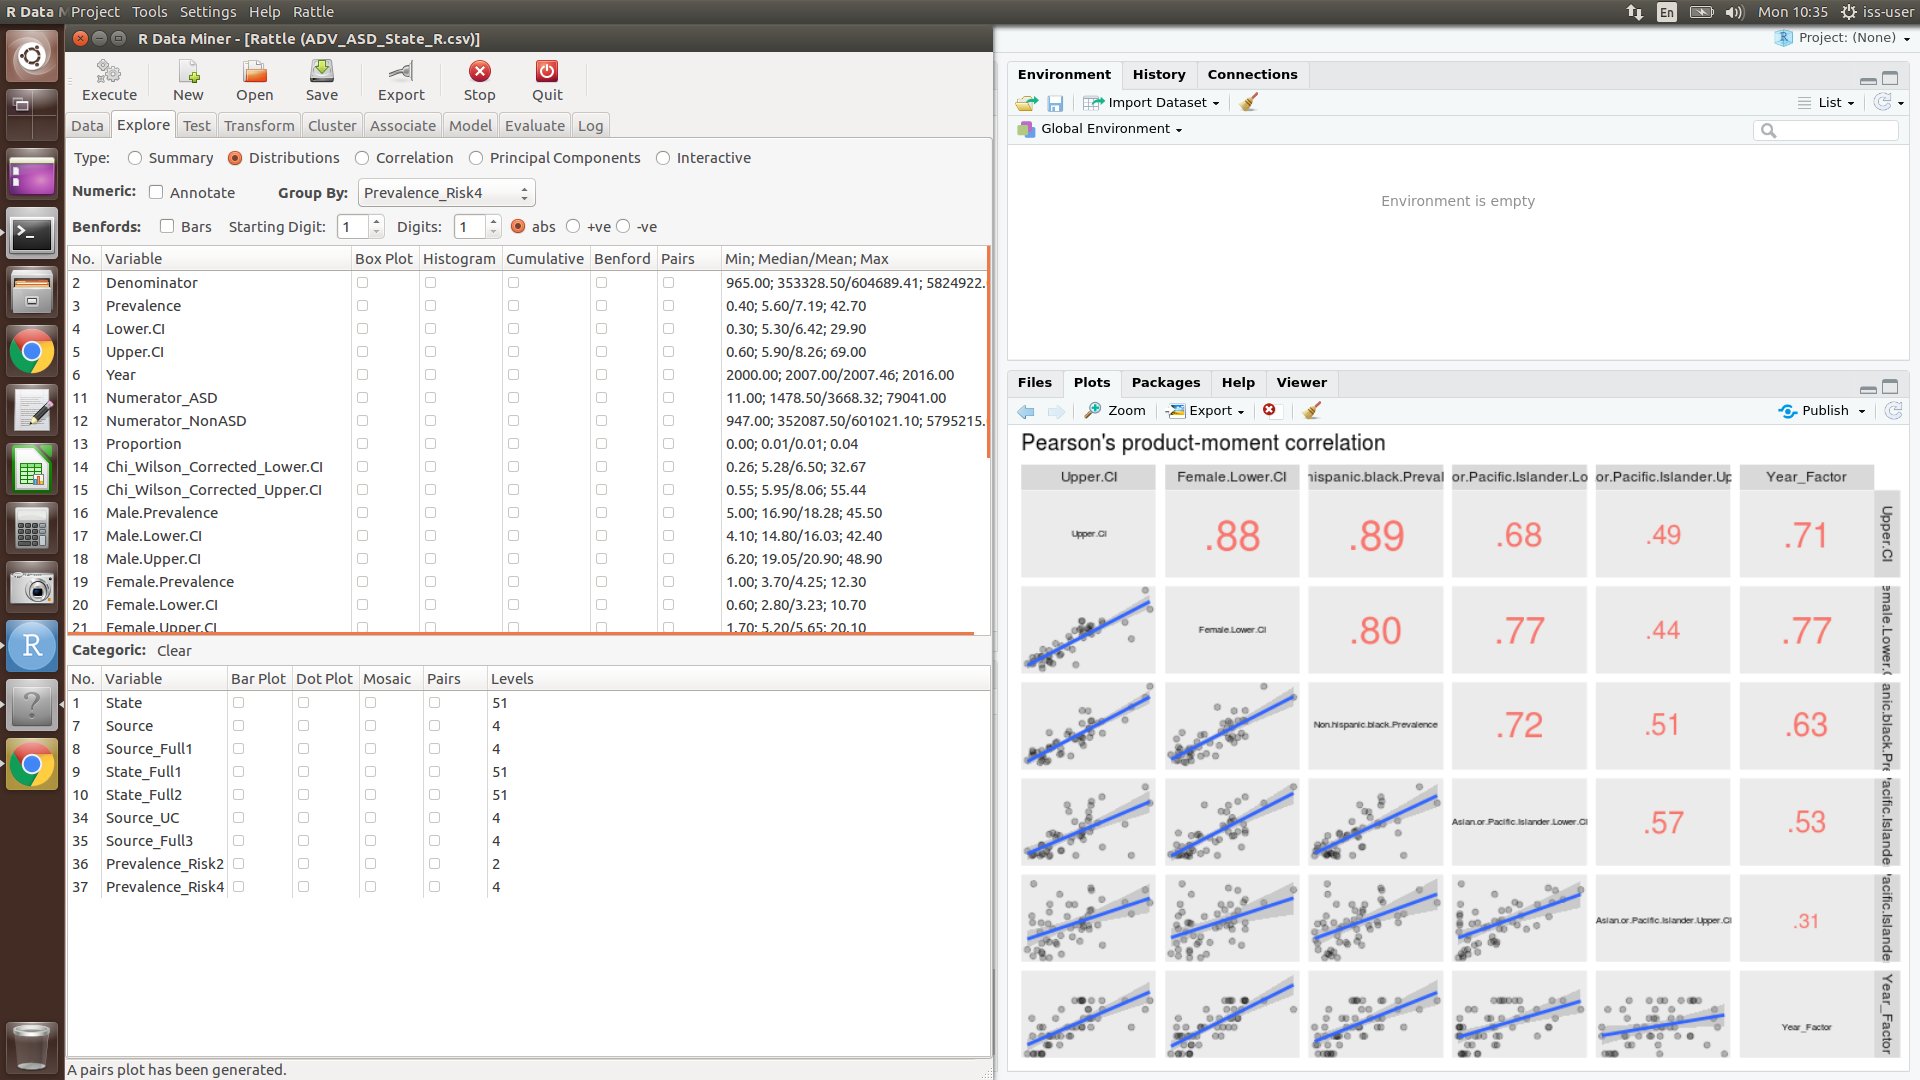 R Data M Project Tools Settings Help Rattle
En Mon 10:35 iss-user
R Data Miner - [Rattle (ADV_ASD_State_R.csv)]
Execute New Open Save Export Stop Quit
Data Explore Test Transform Cluster Associate Model Evaluate Log
Type: Summary Distributions Correlation Principal Components Interactive
Numeric: Annotate Group By: Prevalence_Risk4
Benfords: Bars Starting Digit: 1 Digits: 1 abs +ve -ve
No. Variable Box Plot Histogram Cumulative Benford Pairs Min; Median/Mean; Max
2 Denominator 965.00; 353328.50/604689.41; 5824922.
3 Prevalence 0.40; 5.60/7.19; 42.70
4 Lower.CI 0.30; 5.30/6.42; 29.90
5 Upper.CI 0.60; 5.90/8.26; 69.00
6 Year 2000.00; 2007.00/2007.46; 2016.00
11 Numerator_ASD 11.00; 1478.50/3668.32; 79041.00
12 Numerator_NonASD 947.00; 352087.50/601021.10; 5795215.
13 Proportion 0.00; 0.01/0.01; 0.04
14 Chi_Wilson_Corrected_Lower.CI 0.26; 5.28/6.50; 32.67
15 Chi_Wilson_Corrected_Upper.CI 0.55; 5.95/8.06; 55.44
16 Male.Prevalence 5.00; 16.90/18.28; 45.50
17 Male.Lower.CI 4.10; 14.80/16.03; 42.40
18 Male.Upper.CI 6.20; 19.05/20.90; 48.90
19 Female.Prevalence 1.00; 3.70/4.25; 12.30
20 Female.Lower.CI 0.60; 2.80/3.23; 10.70
21 Female.Upper.CI 1.70; 5.20/5.65; 20.10
Categoric: Clear
No. Variable Bar Plot Dot Plot Mosaic Pairs Levels
1 State 51
7 Source 4
8 Source_Full1 4
9 State_Full1 51
10 State_Full2 51
34 Source_UC 4
35 Source_Full3 4
36 Prevalence_Risk2 2
37 Prevalence_Risk4 4
A pairs plot has been generated.
Project: (None)
Environment History Connections
Import Dataset List
Global Environment
Environment is empty
Files Plots Packages Help Viewer
Zoom Export Publish
Pearson's product-moment correlation
Upper.CI Female.Lower.CI hispanic.black.Preval or.Pacific.Islander.Lo or.Pacific.Islander.Up Year_Factor
Upper.CI .88 .89 .68 .49 .71 Upper.CI
Female.Lower.CI .80 .77 .44 .77 emale.Lower.C
Non.hispanic.black.Prevalence .72 .51 .63 anic.black.Pre
Asian.or.Pacific.Islander.Lower.CI .57 .53 acific.Islande
Asian.or.Pacific.Islander.Upper.CI .31 acific.Islande
Year_Factor Year_Factor